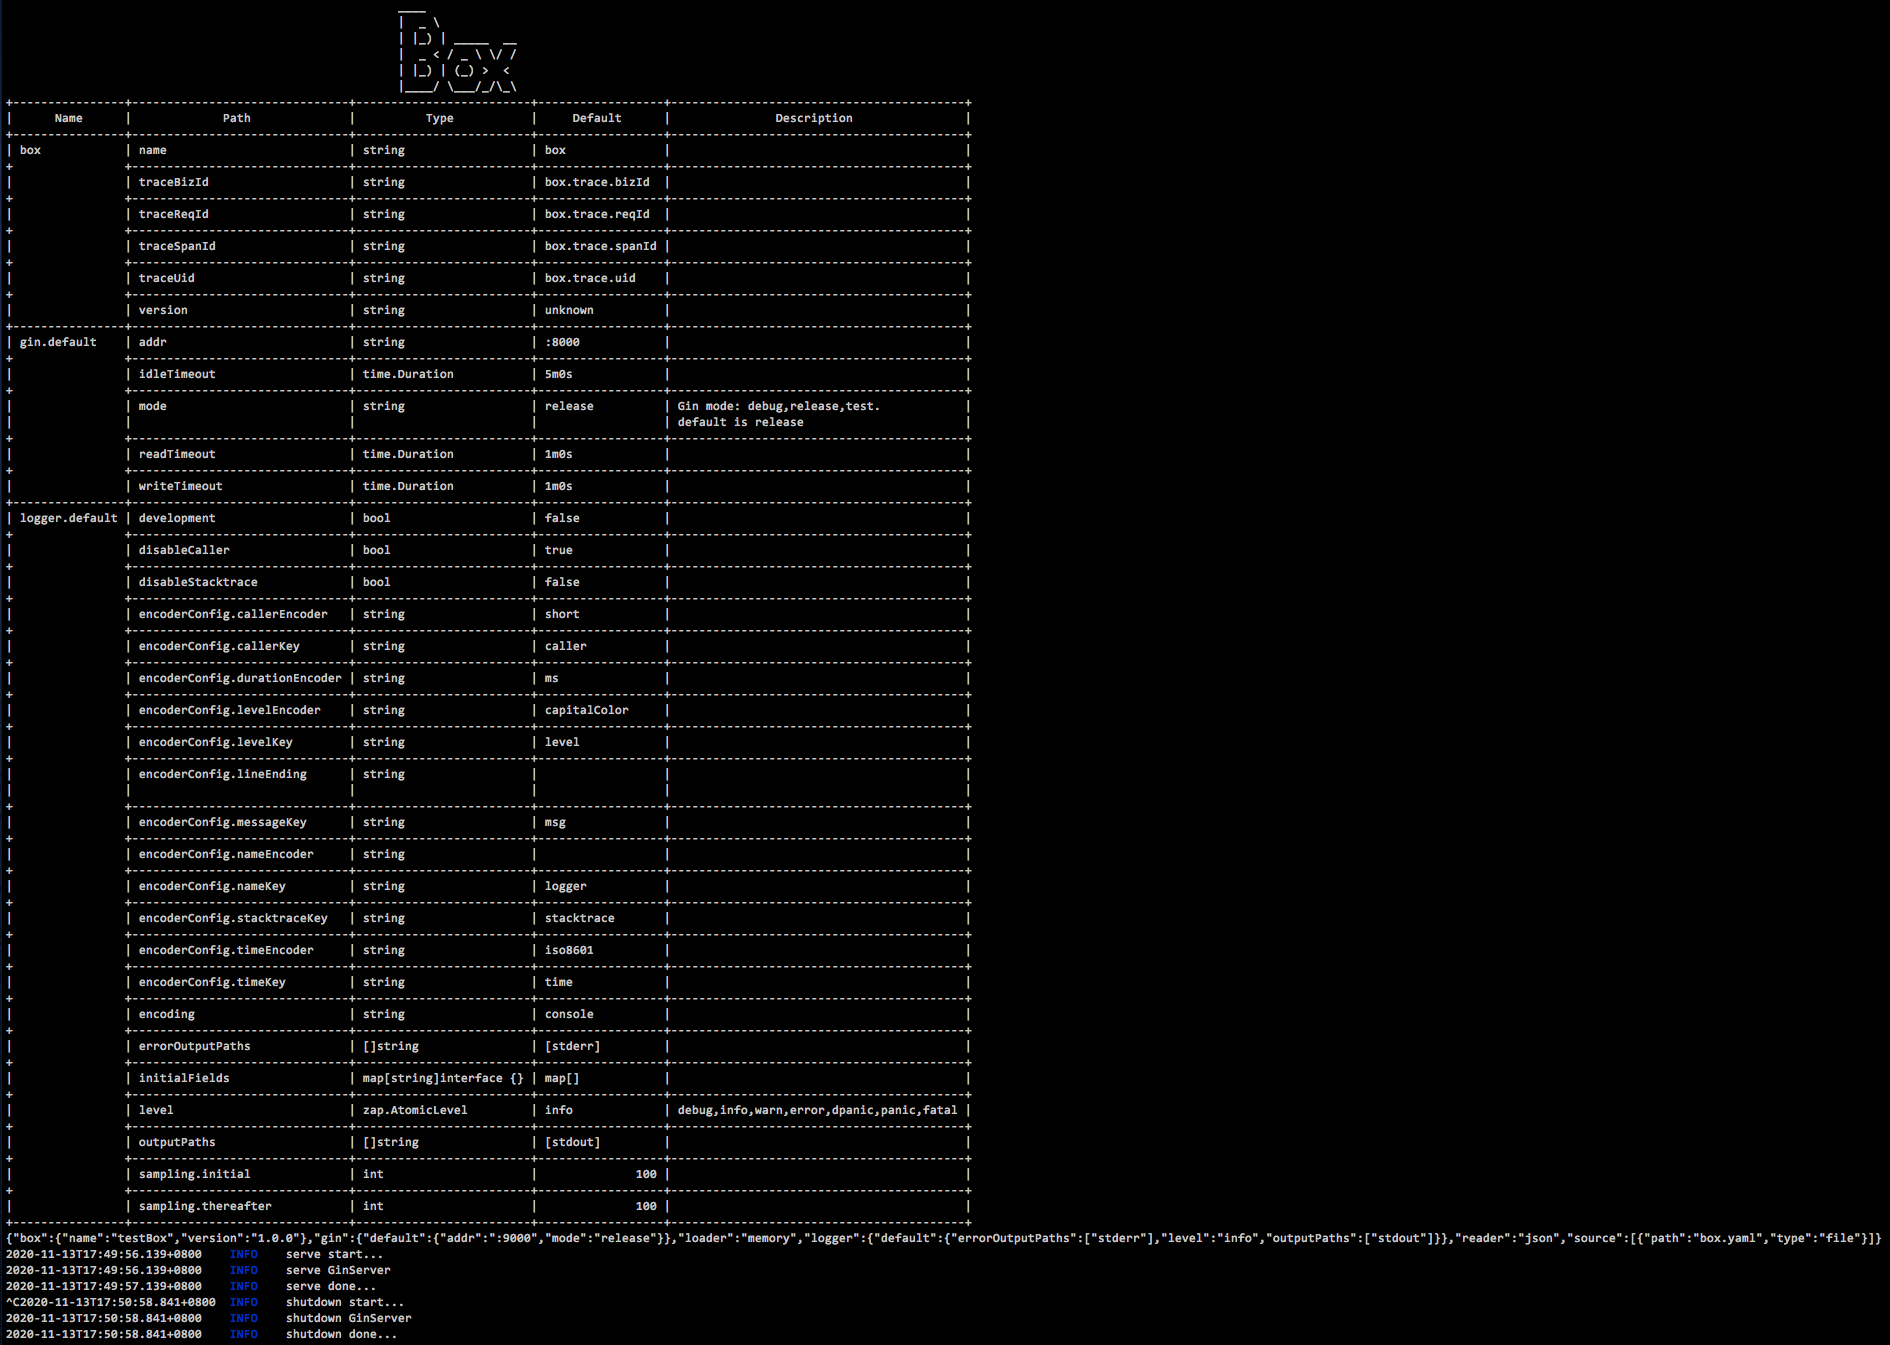 Box
Name Path Type Default Description
box name string box
traceBizId string box.trace.bizId
traceReqId string box.trace.reqId
traceSpanId string box.trace.spanId
traceUid string box.trace.uid
version string unknown
gin.default addr string :8000
idleTimeout time.Duration 5m0s
mode string release Gin mode: debug,release,test.
default is release
readTimeout time.Duration 1m0s
writeTimeout time.Duration 1m0s
logger.default development bool false
disableCaller bool true
disableStacktrace bool false
encoderConfig.callerEncoder string short
encoderConfig.callerKey string caller
encoderConfig.durationEncoder string ms
encoderConfig.levelEncoder string capitalColor
encoderConfig.levelKey string level
encoderConfig.lineEnding string
encoderConfig.messageKey string msg
encoderConfig.nameEncoder string
encoderConfig.nameKey string logger
encoderConfig.stacktraceKey string stacktrace
encoderConfig.timeEncoder string iso8601
encoderConfig.timeKey string time
encoding string console
errorOutputPaths []string [stderr]
initialFields map[string]interface {} map[]
level zap.AtomicLevel info debug,info,warn,error,dpanic,panic,fatal
outputPaths []string [stdout]
sampling.initial int 100
sampling.thereafter int 100
{"box":{"name":"testBox","version":"1.0.0"},"gin":{"default":{"addr":":9000","mode":"release"}},"loader":"memory","logger":{"default":{"errorOutputPaths":["stderr"],"level":"info","outputPaths":["stdout"]}},"reader":"json","source":[{"path":"box.yaml","type":"file"}]}
2020-11-13T17:49:56.139+0800 INFO serve start...
2020-11-13T17:49:56.139+0800 INFO serve GinServer
2020-11-13T17:49:57.139+0800 INFO serve done...
^C2020-11-13T17:50:58.841+0800 INFO shutdown start...
2020-11-13T17:50:58.841+0800 INFO shutdown GinServer
2020-11-13T17:50:58.841+0800 INFO shutdown done...